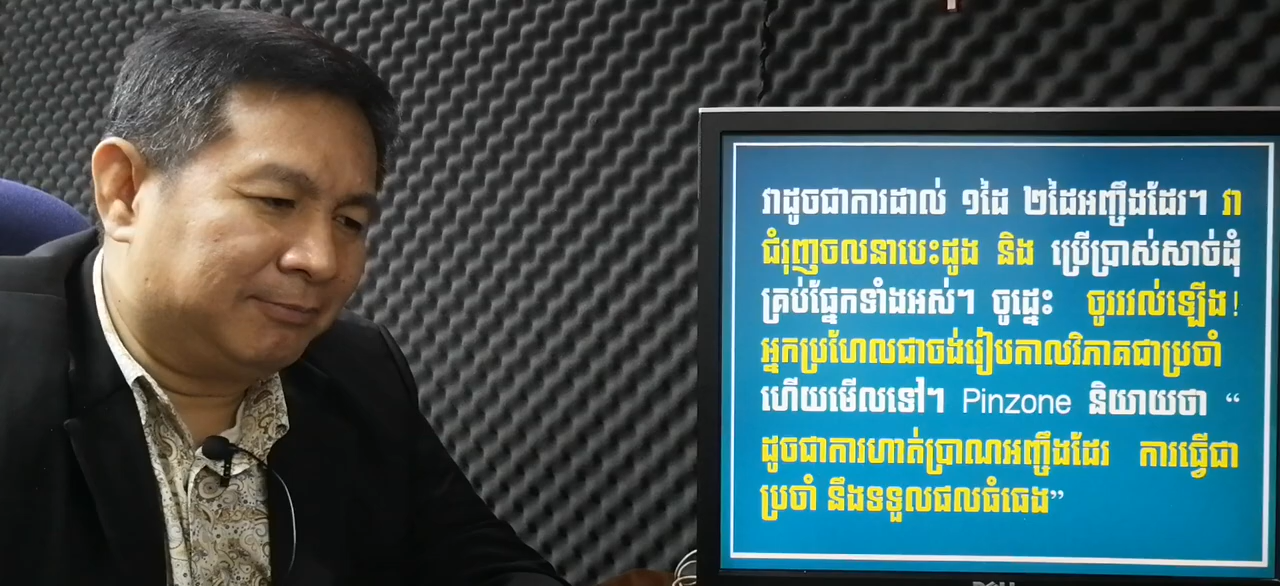 វាដូចជាការដាល់ ១ដៃ ២ដៃអញ្ចឹងដែរ។ វា
ជំរុញចលនាបេះដូង និង ប្រើប្រាស់សាច់ដុំ
គ្រប់ផ្នែកទាំងអស់។ ចូដ្នេះ ចូររវល់ឡើង!
អ្នកប្រហែលជាចង់រៀបកាលវិភាគជាប្រចាំ
ហើយមើលទៅ។ Pinzone និយាយថា “
ដូចជាការហាត់ប្រាណអញ្ចឹងដែរ ការធ្វើជា
ប្រចាំ នឹងទទួលផលធំធេង”